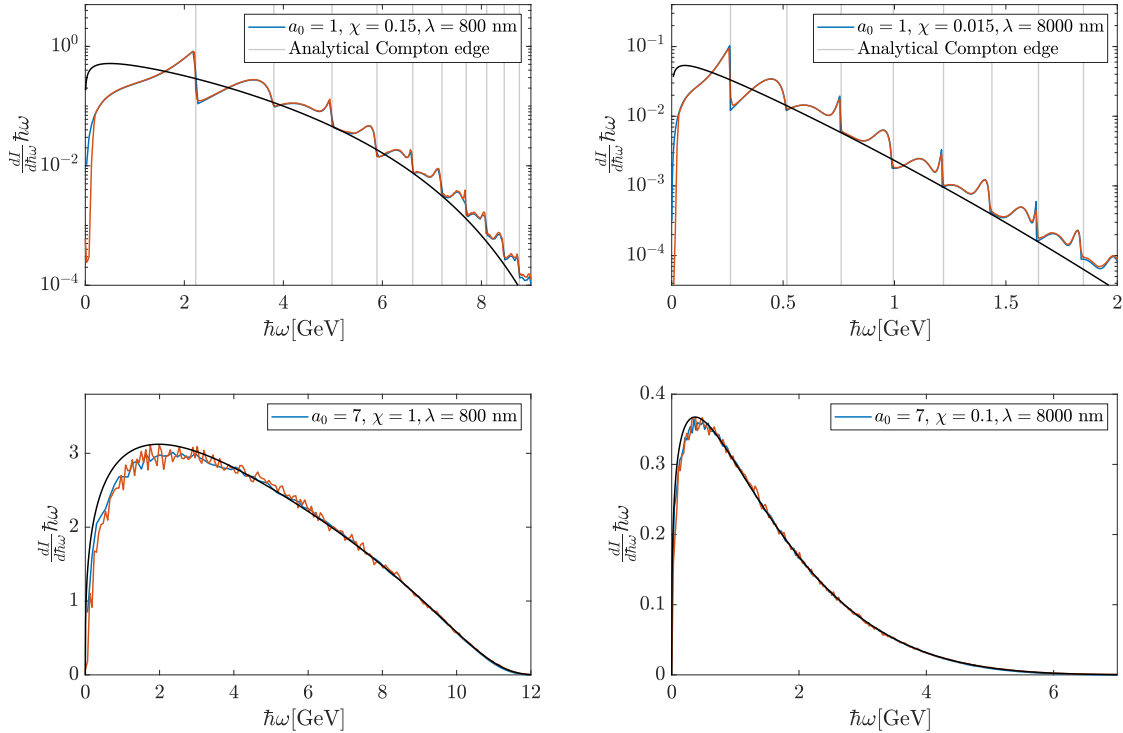 a₀ = 1, χ = 0.15, λ = 800 nm
Analytical Compton edge
10⁰
10⁻²
10⁻⁴
dI/dℏω ℏω
0 2 4 6 8
ℏω[GeV]
a₀ = 1, χ = 0.015, λ = 8000 nm
Analytical Compton edge
10⁻¹
10⁻²
10⁻³
10⁻⁴
dI/dℏω ℏω
0 0.5 1 1.5 2
ℏω[GeV]
a₀ = 7, χ = 1, λ = 800 nm
3
2
1
0
dI/dℏω ℏω
0 2 4 6 8 10 12
ℏω[GeV]
a₀ = 7, χ = 0.1, λ = 8000 nm
0.4
0.3
0.2
0.1
0
dI/dℏω ℏω
0 2 4 6
ℏω[GeV]